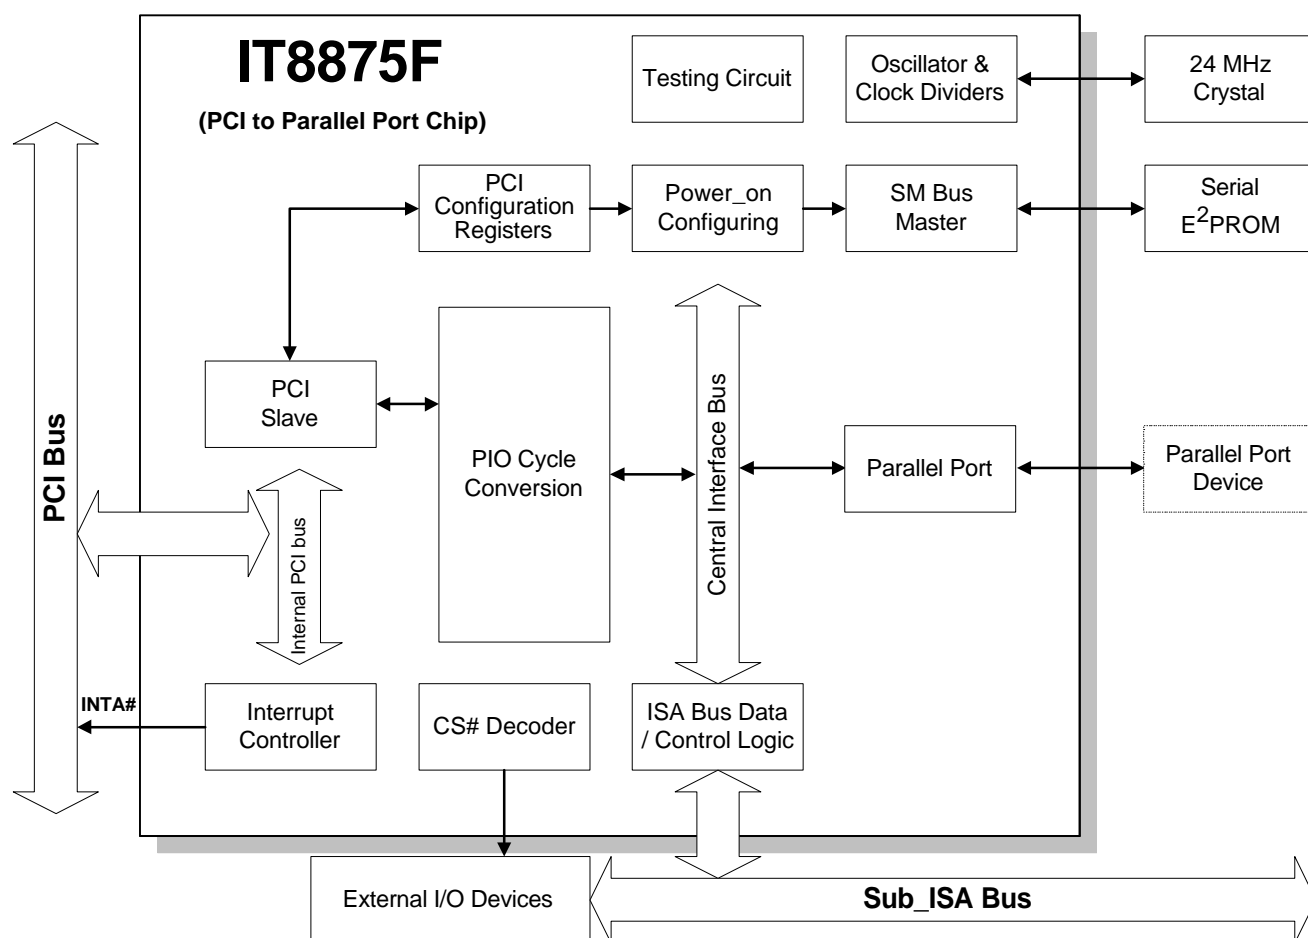 IT8875F
(PCI to Parallel Port Chip)
Testing Circuit
Oscillator &
Clock Dividers
24 MHz
Crystal
PCI
Configuration
Registers
Power_on
Configuring
SM Bus
Master
Serial
E²PROM
PCI
Slave
PIO Cycle
Conversion
Central Interface Bus
Parallel Port
Parallel Port
Device
PCI Bus
Internal PCI bus
INTA#
Interrupt
Controller
CS# Decoder
ISA Bus Data
/ Control Logic
External I/O Devices
Sub_ISA Bus